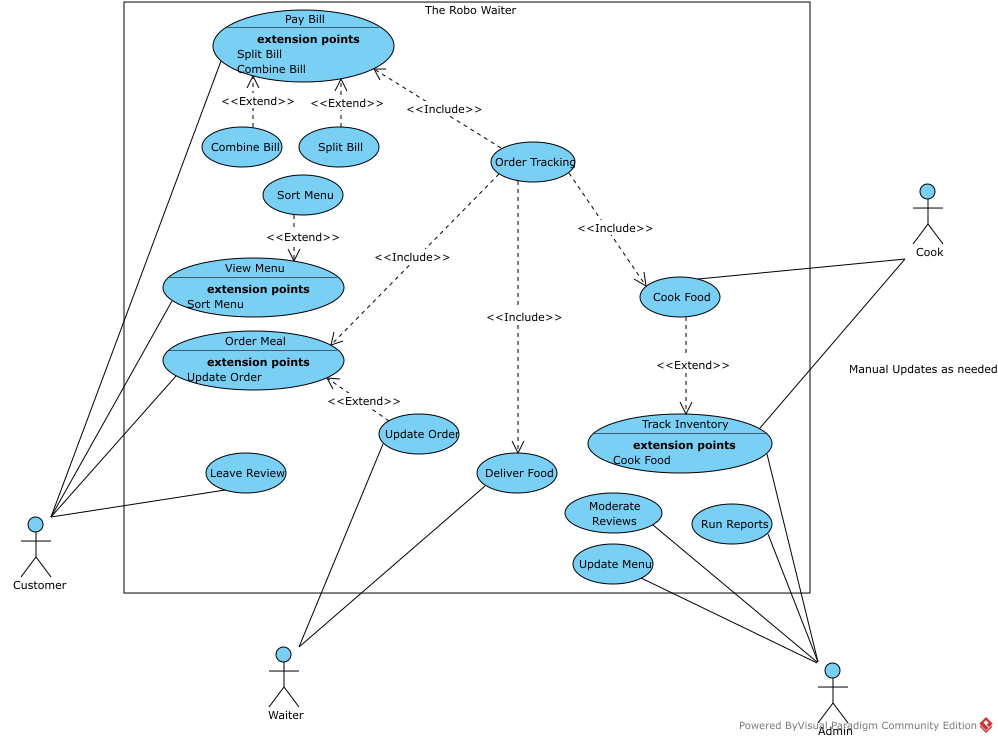 The Robo Waiter
Pay Bill
extension points
Split Bill
Combine Bill
<<Extend>>
<<Extend>>
<<Include>>
Combine Bill
Split Bill
Order Tracking
Sort Menu
<<Extend>>
<<Include>>
<<Include>>
Cook
View Menu
extension points
Sort Menu
Cook Food
<<Include>>
Order Meal
extension points
Update Order
<<Extend>>
Manual Updates as needed
<<Extend>>
Update Order
Track Inventory
extension points
Cook Food
Leave Review
Deliver Food
Moderate
Reviews
Run Reports
Update Menu
Customer
Waiter
Admin
Powered ByVisual Paradigm Community Edition